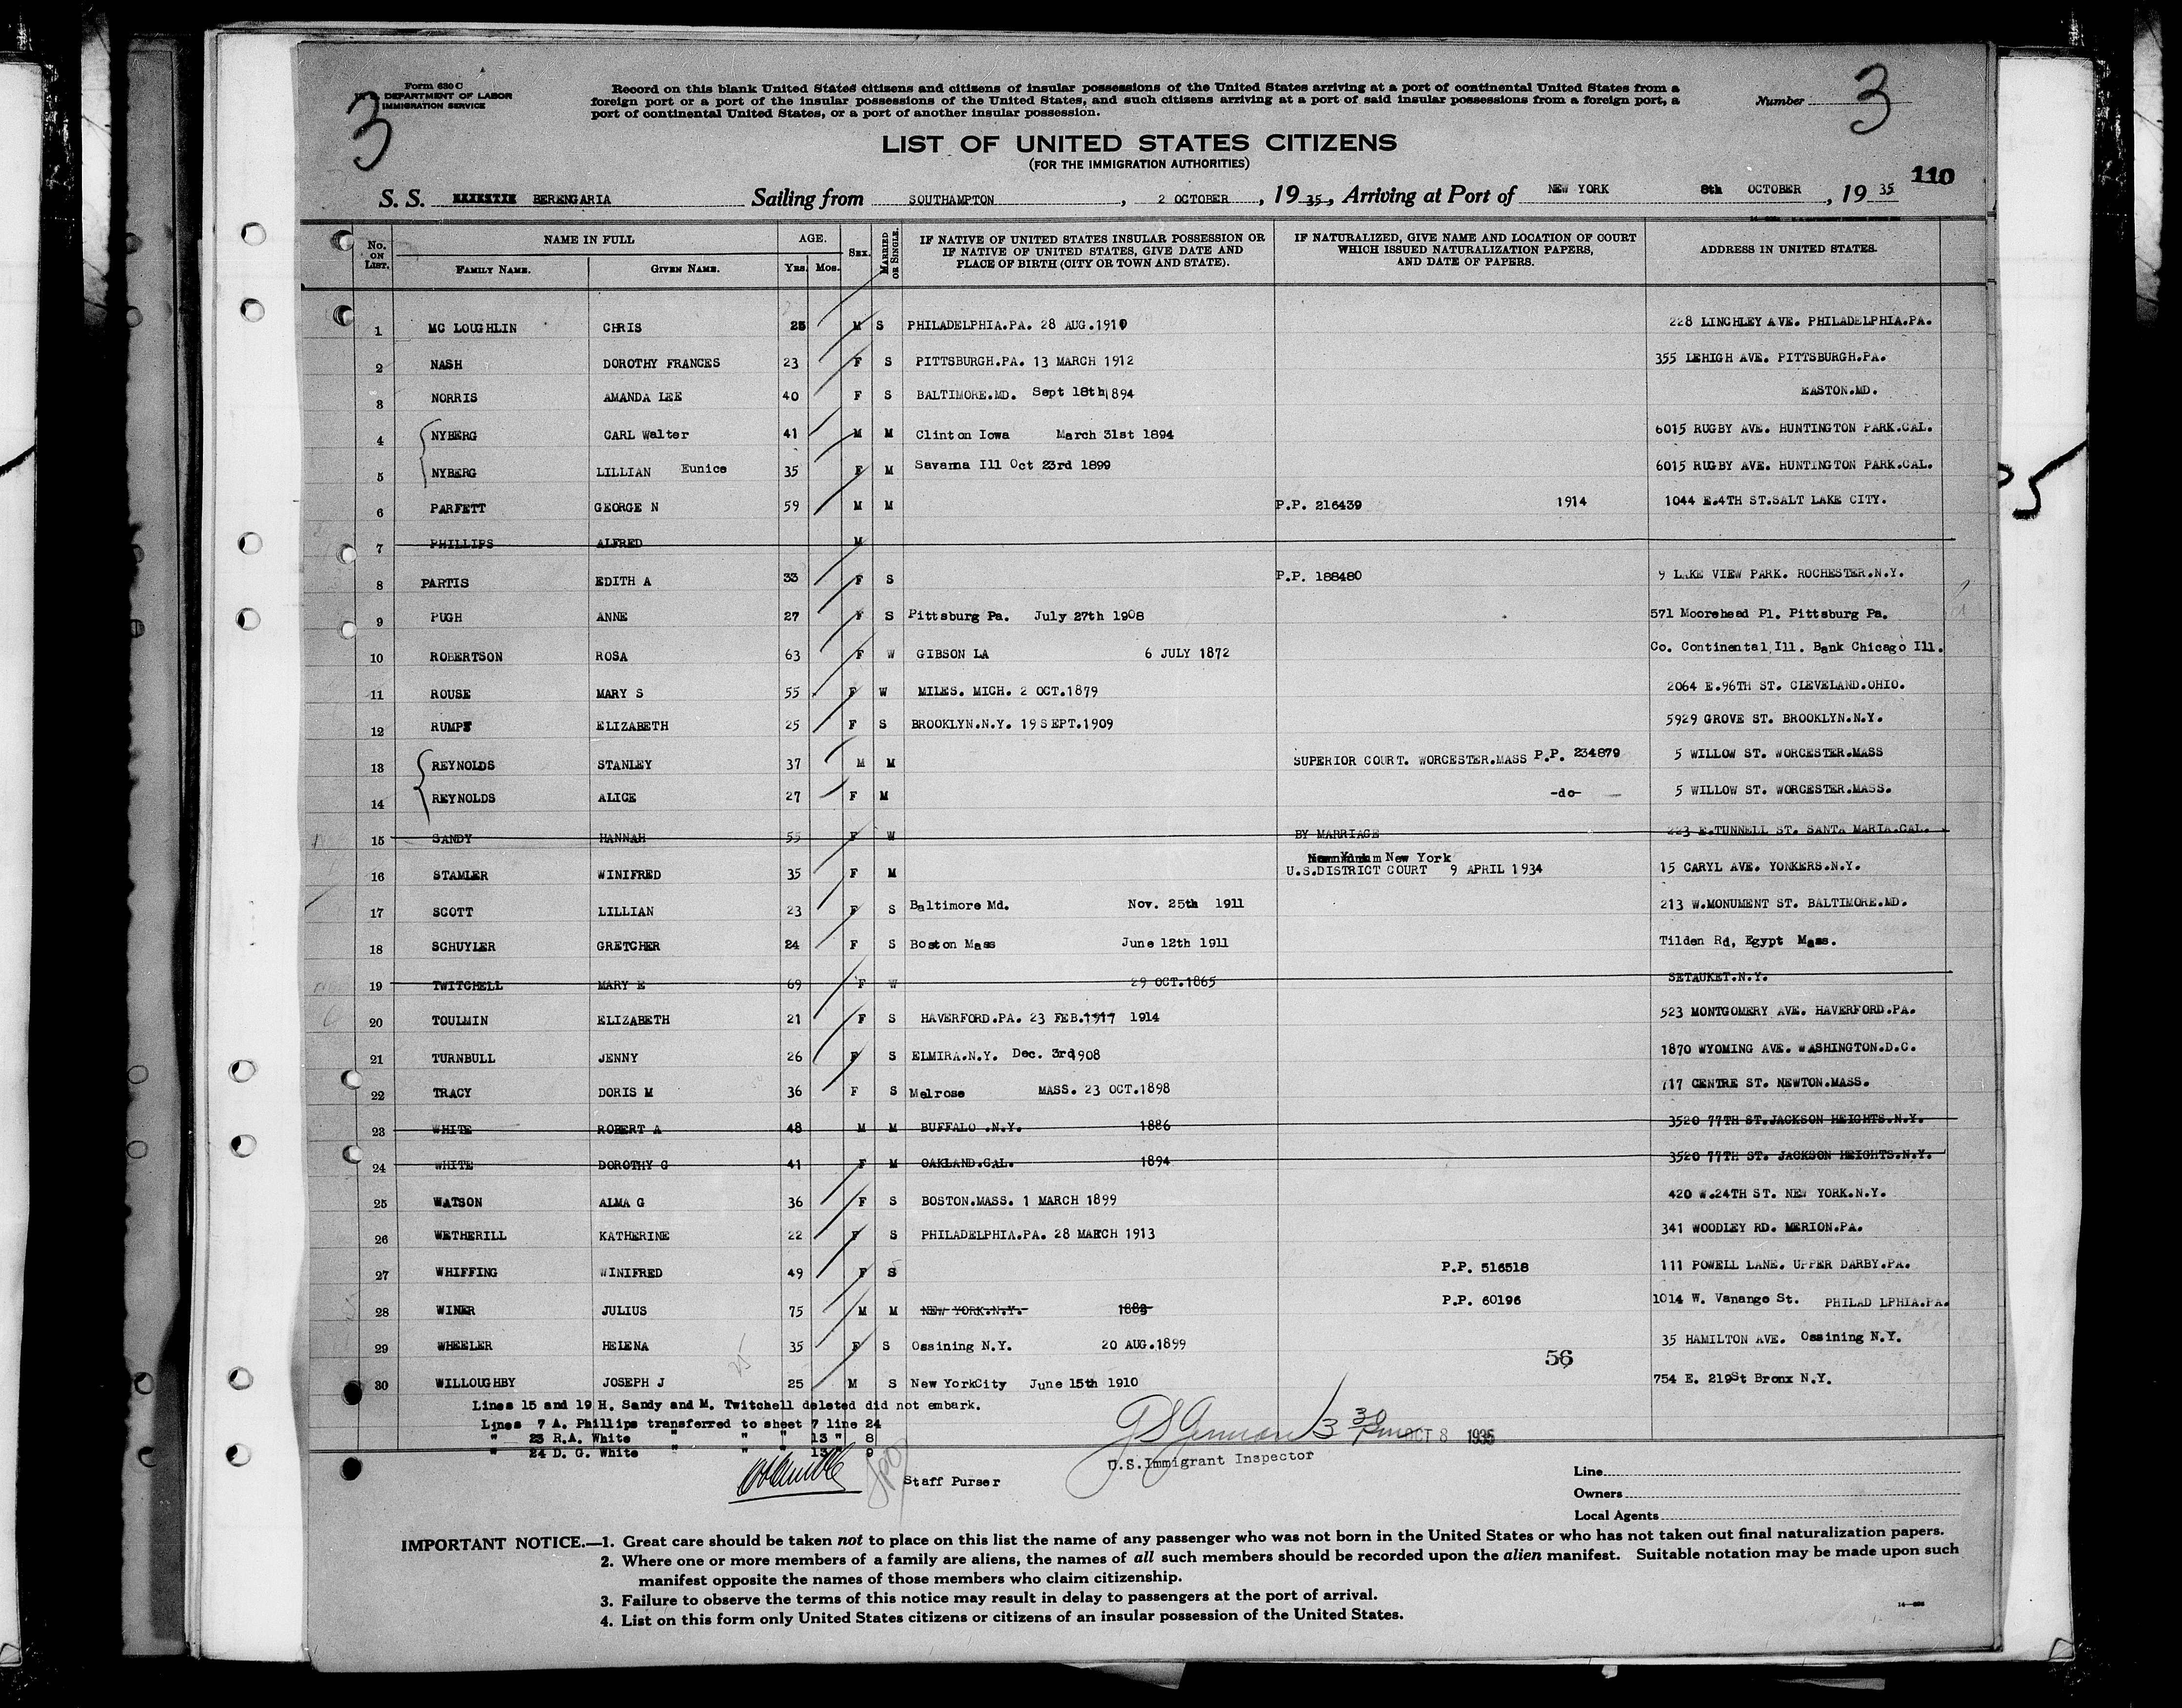 Form 630 C
DEPARTMENT OF LABOR
IMMIGRATION SERVICE
3
Record on this blank United States citizens and citizens of insular possessions of the United States arriving at a port of continental United States from a
foreign port or a port of the insular possessions of the United States, and such citizens arriving at a port of said insular possessions from a foreign port, a
port of continental United States, or a port of another insular possession.
Number 3
LIST OF UNITED STATES CITIZENS
(FOR THE IMMIGRATION AUTHORITIES)
110
S. S. MAJESTIC BERENGARIA Sailing from SOUTHAMPTON, 2 OCTOBER, 1935, Arriving at Port of NEW YORK 8th OCTOBER, 1935
No. ON LIST. NAME IN FULL AGE. SEX. MARRIED OR SINGLE. IF NATIVE OF UNITED STATES INSULAR POSSESSION OR IF NATIVE OF UNITED STATES, GIVE DATE AND PLACE OF BIRTH (CITY OR TOWN AND STATE). IF NATURALIZED, GIVE NAME AND LOCATION OF COURT WHICH ISSUED NATURALIZATION PAPERS, AND DATE OF PAPERS. ADDRESS IN UNITED STATES.
FAMILY NAME. GIVEN NAME. Yrs. Mos.
1 MC LOUGHLIN CHRIS 25 M S PHILADELPHIA.PA. 28 AUG.1910 228 LINCHLEY AVE. PHILADELPHIA.PA.
2 NASH DOROTHY FRANCES 23 F S PITTSBURGH.PA. 13 MARCH 1912 355 LEHIGH AVE. PITTSBURGH.PA.
3 NORRIS AMANDA LEE 40 F S BALTIMORE.MD. Sept 18th 1894 EASTON.MD.
4 NYBERG CARL Walter 41 M M Clinton Iowa March 31st 1894 6015 RUGBY AVE. HUNTINGTON PARK.CAL.
5 NYBERG LILLIAN Eunice 35 F M Savanna Ill Oct 23rd 1899 6015 RUGBY AVE. HUNTINGTON PARK.CAL.
6 PARFETT GEORGE N 59 M M P.P. 216439 1914 1044 E.4TH ST.SALT LAKE CITY.
7 PHILLIPS ALFRED M
8 PARTIS EDITH A 33 F S P.P. 188480 9 LAKE VIEW PARK. ROCHESTER.N.Y.
9 PUGH ANNE 27 F S Pittsburg Pa. July 27th 1908 571 Moorehead Pl. Pittsburg Pa.
10 ROBERTSON ROSA 63 F W GIBSON LA 6 JULY 1872 Co. Continental Ill. Bank Chicago Ill.
11 ROUSE MARY S 55 F W MILES. MICH. 2 OCT.1879 2064 E.96TH ST. CLEVELAND.OHIO.
12 RUMPF ELIZABETH 25 F S BROOKLYN.N.Y. 19 SEPT.1909 5929 GROVE ST. BROOKLYN.N.Y.
13 REYNOLDS STANLEY 37 M M SUPERIOR COURT. WORCESTER.MASS P.P. 234879 5 WILLOW ST. WORCESTER.MASS
14 REYNOLDS ALICE 27 F M -do- 5 WILLOW ST. WORCESTER.MASS.
15 SANDY HANNAH 55 F W BY MARRIAGE 223 E.TUNNELL ST. SANTA MARIA.CAL.
New York
16 STAMLER WINIFRED 35 F M U.S.DISTRICT COURT 9 APRIL 1934 15 CARYL AVE. YONKERS.N.Y.
17 SCOTT LILLIAN 23 F S Baltimore Md. Nov. 25th 1911 213 W.MONUMENT ST. BALTIMORE.MD.
18 SCHUYLER GRETCHER 24 F S Boston Mass June 12th 1911 Tilden Rd, Egypt Mass.
19 TWITCHELL MARY E 69 F W 29 OCT.1865 SETAUKET.N.Y.
20 TOULMIN ELIZABETH 21 F S HAVERFORD.PA. 23 FEB.1917 1914 523 MONTGOMERY AVE. HAVERFORD.PA.
21 TURNBULL JENNY 26 F S ELMIRA.N.Y. Dec. 3rd 1908 1870 WYOMING AVE. WASHINGTON.D.C.
22 TRACY DORIS M 36 F S Melrose MASS. 23 OCT.1898 717 CENTRE ST. NEWTON.MASS.
23 WHITE ROBERT A 48 M M BUFFALO .N.Y. 1886 3520 77TH ST.JACKSON HEIGHTS.N.Y.
24 WHITE DOROTHY G 41 F M OAKLAND.CAL. 1894 3520 77TH ST. JACKSON HEIGHTS.N.Y.
25 WATSON ALMA G 36 F S BOSTON.MASS. 1 MARCH 1899 420 W.24TH ST. NEW YORK.N.Y.
26 WETHERILL KATHERINE 22 F S PHILADELPHIA.PA. 28 MARCH 1913 341 WOODLEY RD. MERION.PA.
27 WHIFFING WINIFRED 49 F S P.P. 516518 111 POWELL LANE. UPPER DARBY.PA.
28 WINER JULIUS 75 M M NEW YORK.N.Y. 1883 P.P. 60196 1014 W. Vanango St. PHILAD LPHIA.PA.
29 WHEELER HELENA 35 F S Ossining N.Y. 20 AUG.1899 35 HAMILTON AVE. Ossining N.Y.
56
30 WILLOUGHBY JOSEPH J 25 M S New YorkCity June 15th 1910 754 E. 219St Bronx N.Y.
Lines 15 and 19 H. Sandy and M. Twitchell deleted did not embark.
Lines 7 A. Phillips transferred to sheet 7 line 24
" 23 R.A. White " " " 13 " 8
" 24 D. G. White " " " 13 " 9
OCT 8 1935
U.S.Immigrant Inspector
Staff Purser
Line
Owners
Local Agents
IMPORTANT NOTICE.—1. Great care should be taken not to place on this list the name of any passenger who was not born in the United States or who has not taken out final naturalization papers.
2. Where one or more members of a family are aliens, the names of all such members should be recorded upon the alien manifest. Suitable notation may be made upon such
manifest opposite the names of those members who claim citizenship.
3. Failure to observe the terms of this notice may result in delay to passengers at the port of arrival.
4. List on this form only United States citizens or citizens of an insular possession of the United States.